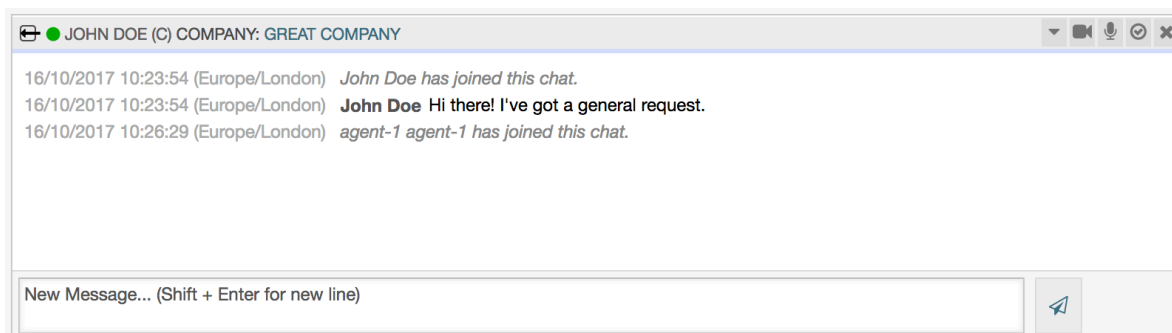 JOHN DOE (C) COMPANY: GREAT COMPANY
16/10/2017 10:23:54 (Europe/London) John Doe has joined this chat.
16/10/2017 10:23:54 (Europe/London) John Doe Hi there! I've got a general request.
16/10/2017 10:26:29 (Europe/London) agent-1 agent-1 has joined this chat.
New Message... (Shift + Enter for new line)